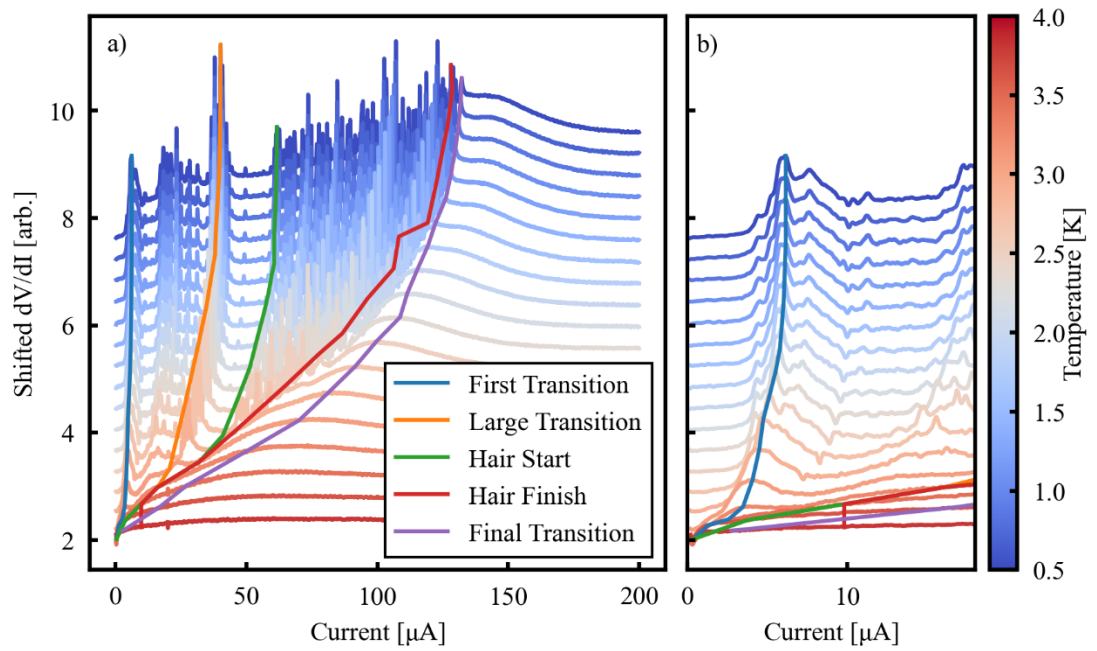 a)
b)
Shifted dV/dI [arb.]
10
8
6
4
2
First Transition
Large Transition
Hair Start
Hair Finish
Final Transition
0
50
100
150
200
Current [μA]
10
Current [μA]
4.0
3.5
3.0
2.5
2.0
1.5
1.0
0.5
Temperature [K]